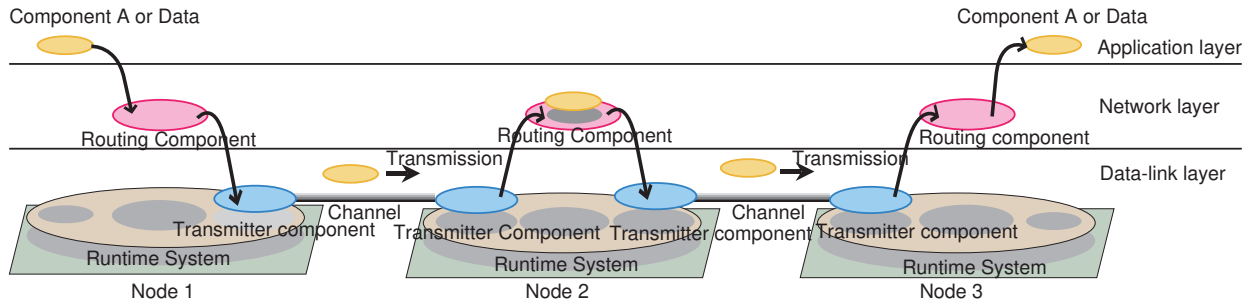 Component A or Data
Component A or Data
Application layer
Routing Component
Routing Component
Routing component
Network layer
Transmission
Transmission
Data-link layer
Channel
Channel
Transmitter component
Transmitter Component
Transmitter component
Transmitter component
Runtime System
Runtime System
Runtime System
Node 1
Node 2
Node 3